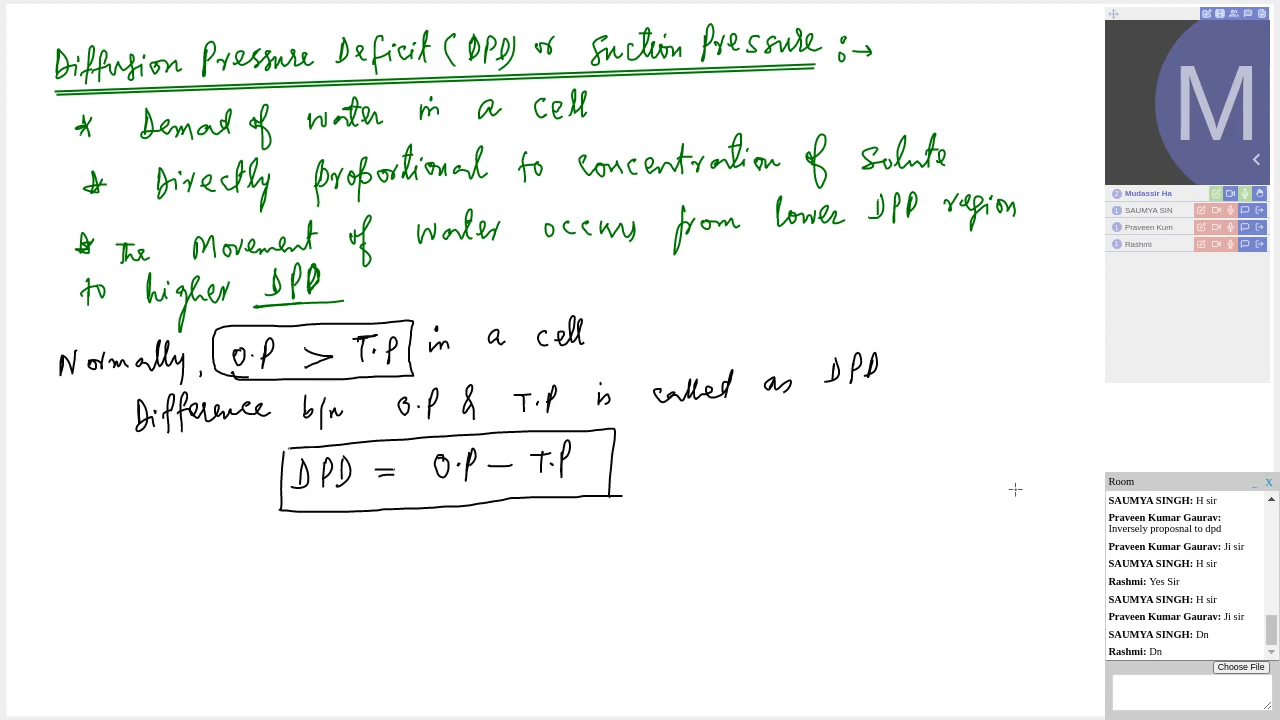 Diffusion Pressure Deficit (DPD) or Suction Pressure :→
* Demad of water in a cell
* Directly proportional to concentration of solute
* The Movement of water occurs from lower DPD region
to higher DPD
Normally, O.P > T.P in a cell
Difference b/n O.P & T.P is called as DPD
DPD = O.P - T.P
M
Mudassir Ha
SAUMYA SIN
Praveen Kum
Rashmi
Room _ X
SAUMYA SINGH: H sir
Praveen Kumar Gaurav:
Inversely proposnal to dpd
Praveen Kumar Gaurav: Ji sir
SAUMYA SINGH: H sir
Rashmi: Yes Sir
SAUMYA SINGH: H sir
Praveen Kumar Gaurav: Ji sir
SAUMYA SINGH: Dn
Rashmi: Dn
Choose File